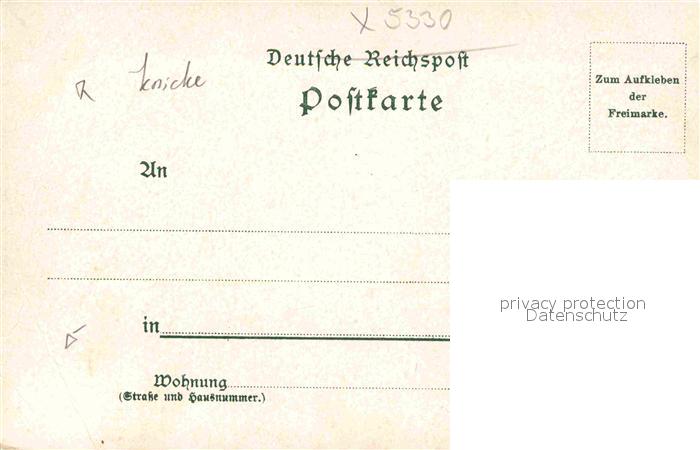 x 5330
knicke
Deutsche Reichspost
Postkarte
Zum Aufkleben
der
Freimarke.
An
in
Wohnung
(Straße und Hausnummer.)
privacy protection
Datenschutz